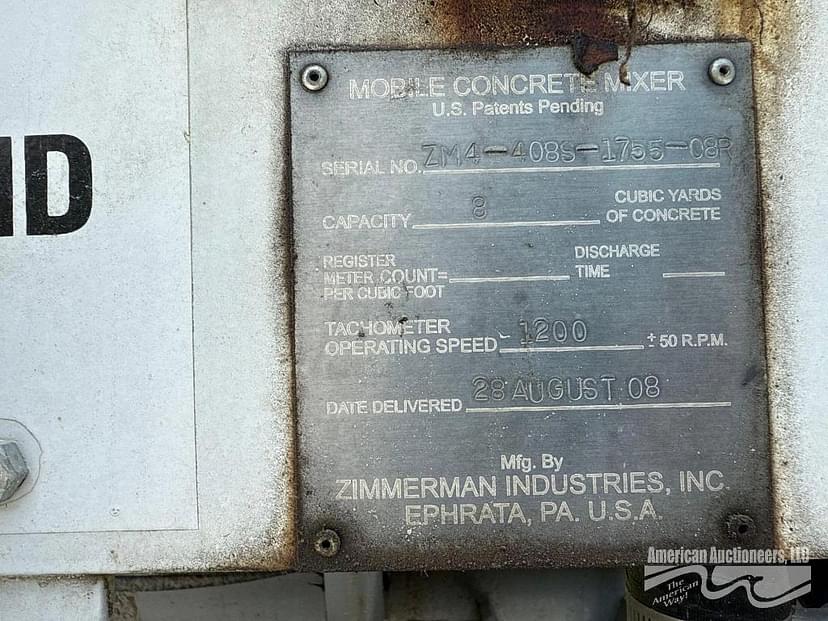 ND
MOBILE CONCRETE MIXER
U.S. Patents Pending
SERIAL NO. ZM4-408S-1755-08R
CAPACITY 8 CUBIC YARDS
OF CONCRETE
REGISTER
METER COUNT=
PER CUBIC FOOT
DISCHARGE
TIME
TACHOMETER
OPERATING SPEED 1200 ± 50 R.P.M.
DATE DELIVERED 28 AUGUST 08
Mfg. By
ZIMMERMAN INDUSTRIES, INC.
EPHRATA, PA. U.S.A.
American Auctioneers, LTD
The
American
Way!